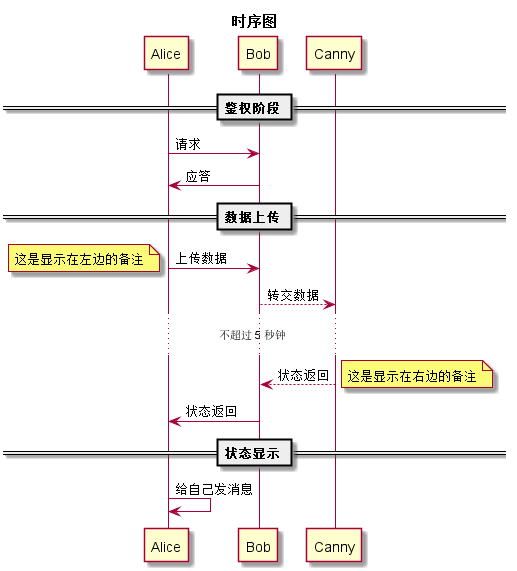 时序图
Alice Bob Canny
鉴权阶段
请求
应答
数据上传
这是显示在左边的备注 上传数据
转交数据
不超过 5 秒钟
状态返回 这是显示在右边的备注
状态返回
状态显示
给自己发消息
Alice Bob Canny